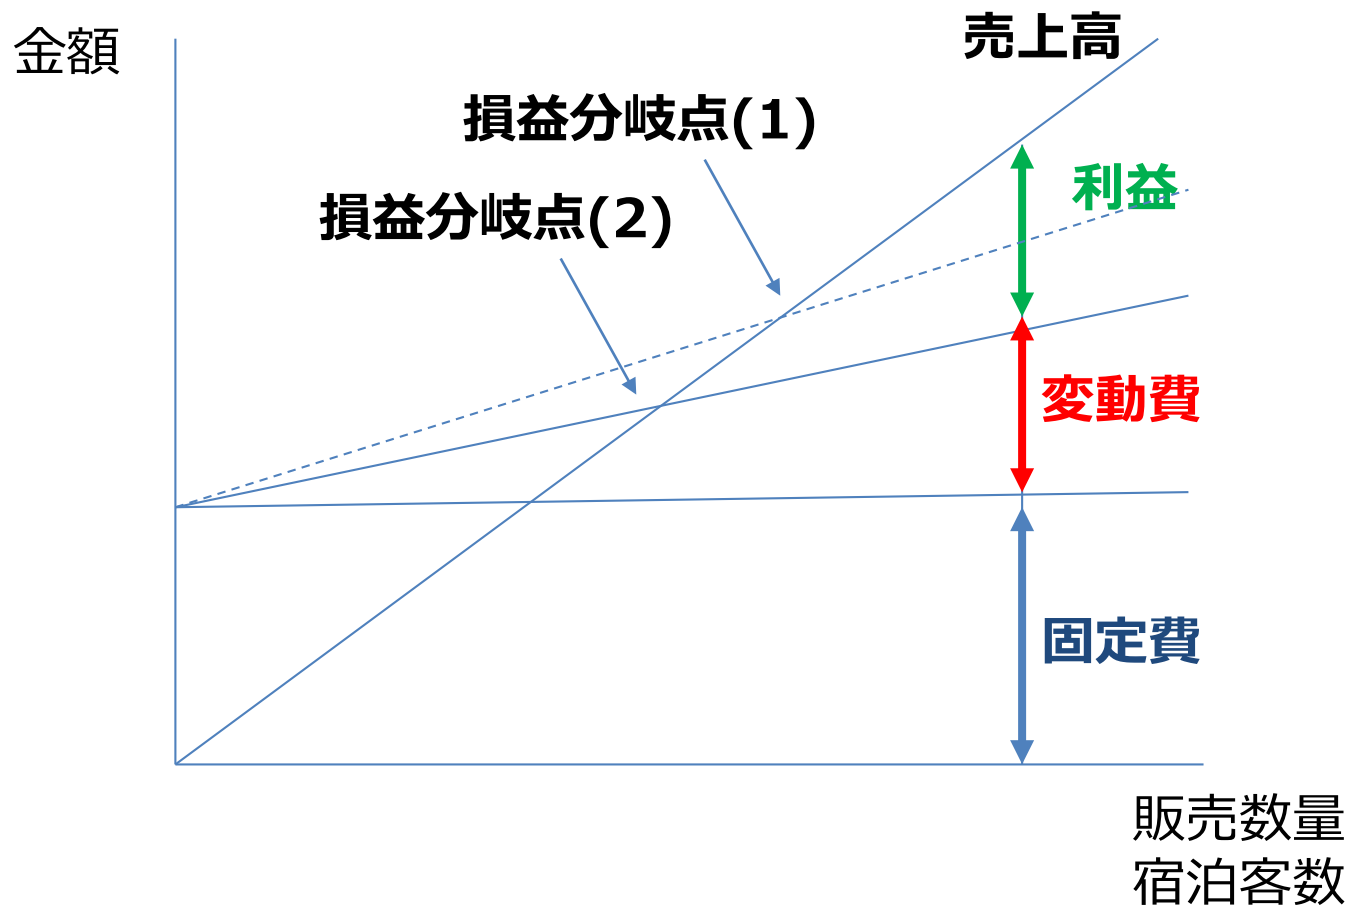 金額
売上高
損益分岐点(1)
利益
損益分岐点(2)
変動費
固定費
販売数量
宿泊客数